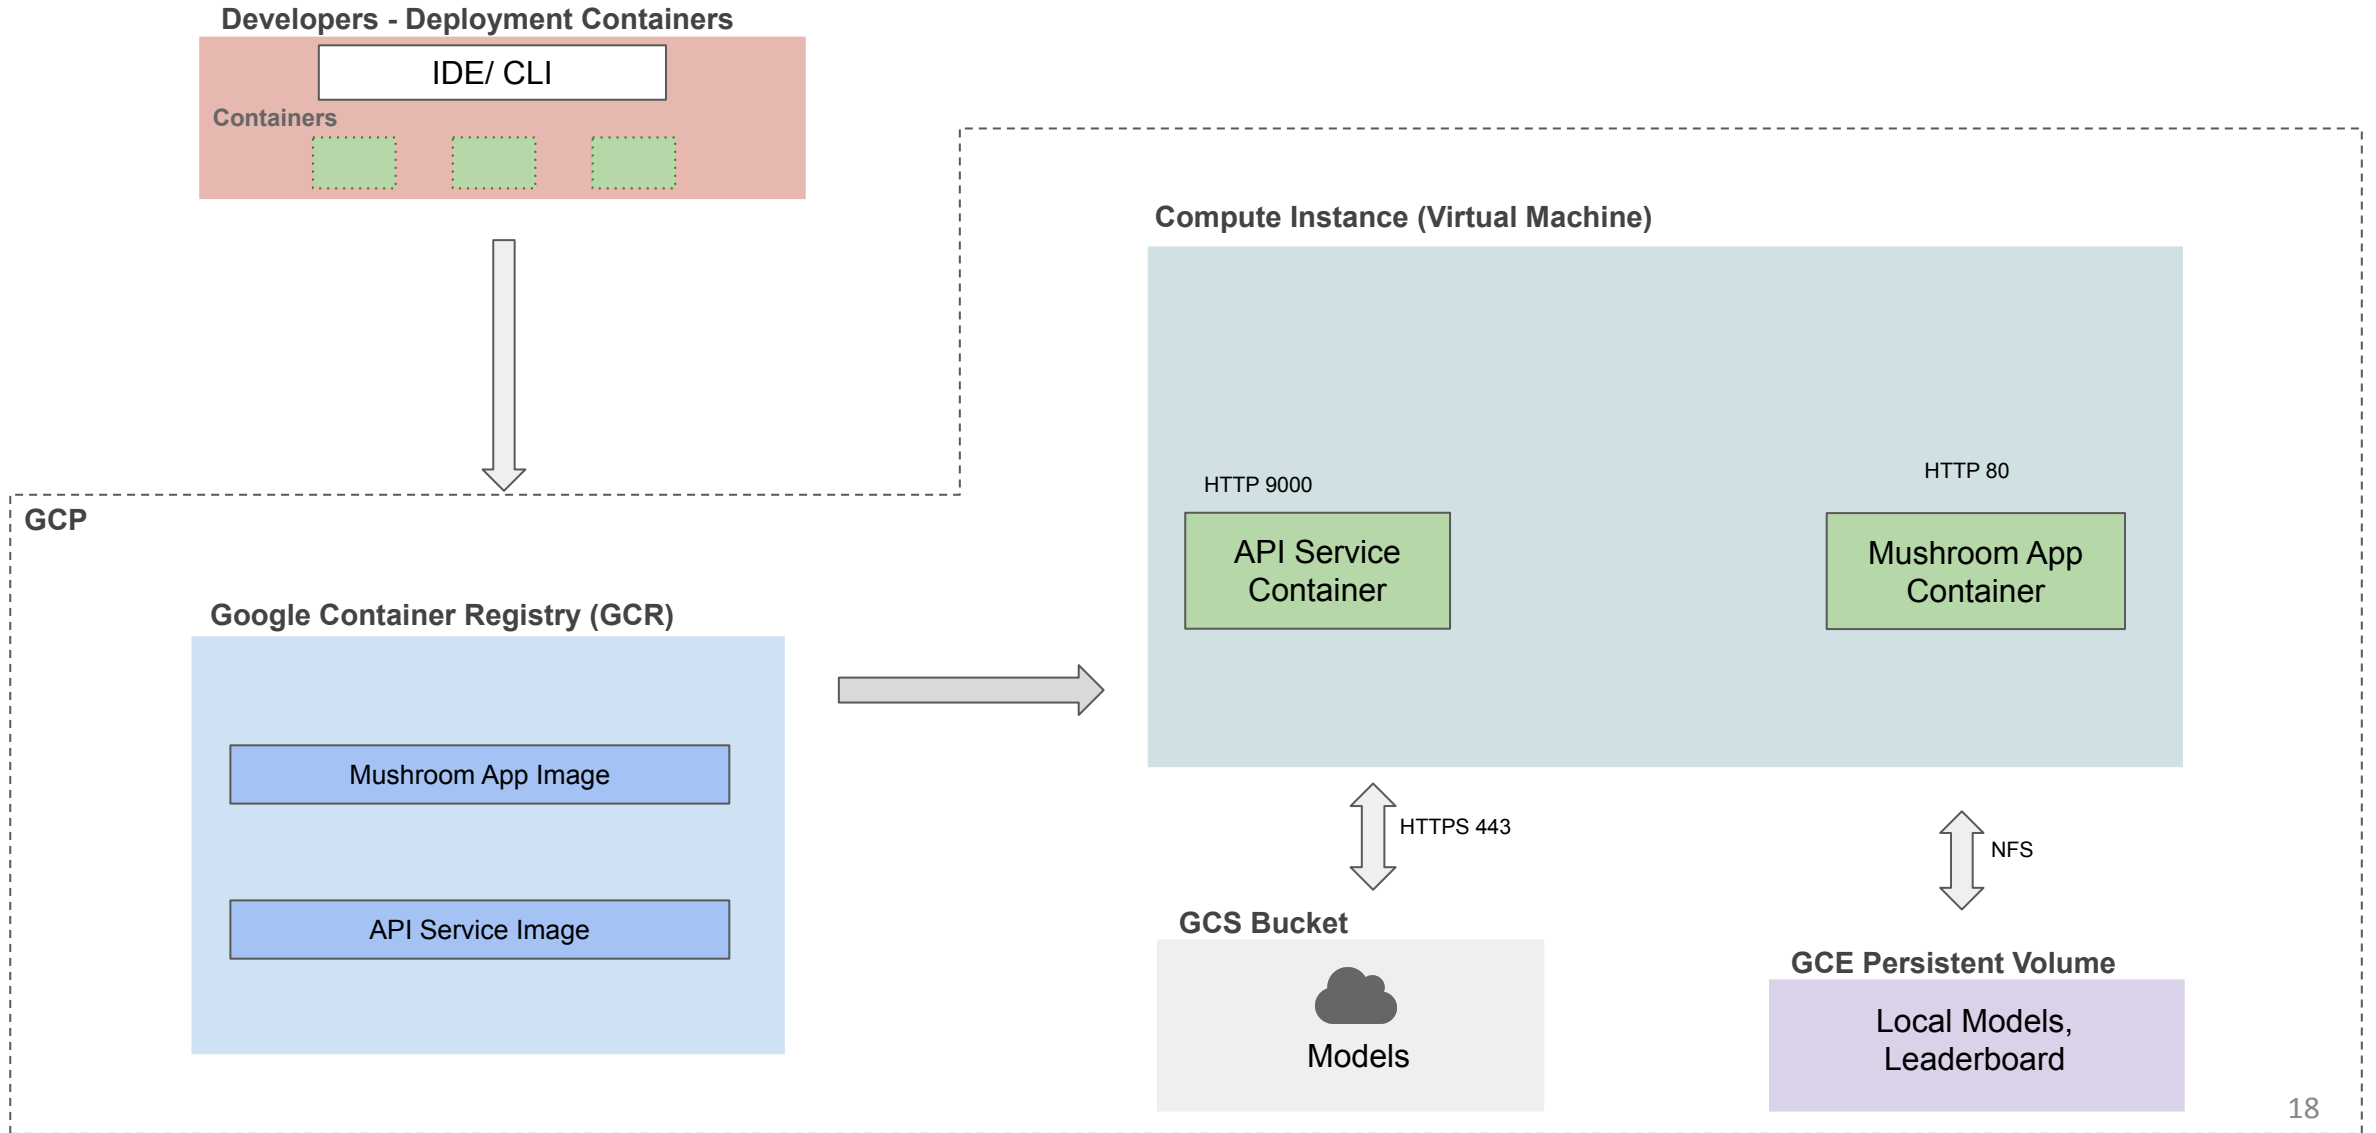 Developers - Deployment Containers
IDE/ CLI
Containers
Compute Instance (Virtual Machine)
HTTP 9000
HTTP 80
API Service
Container
Mushroom App
Container
GCP
Google Container Registry (GCR)
Mushroom App Image
API Service Image
HTTPS 443
NFS
GCS Bucket
Models
GCE Persistent Volume
Local Models,
Leaderboard
18